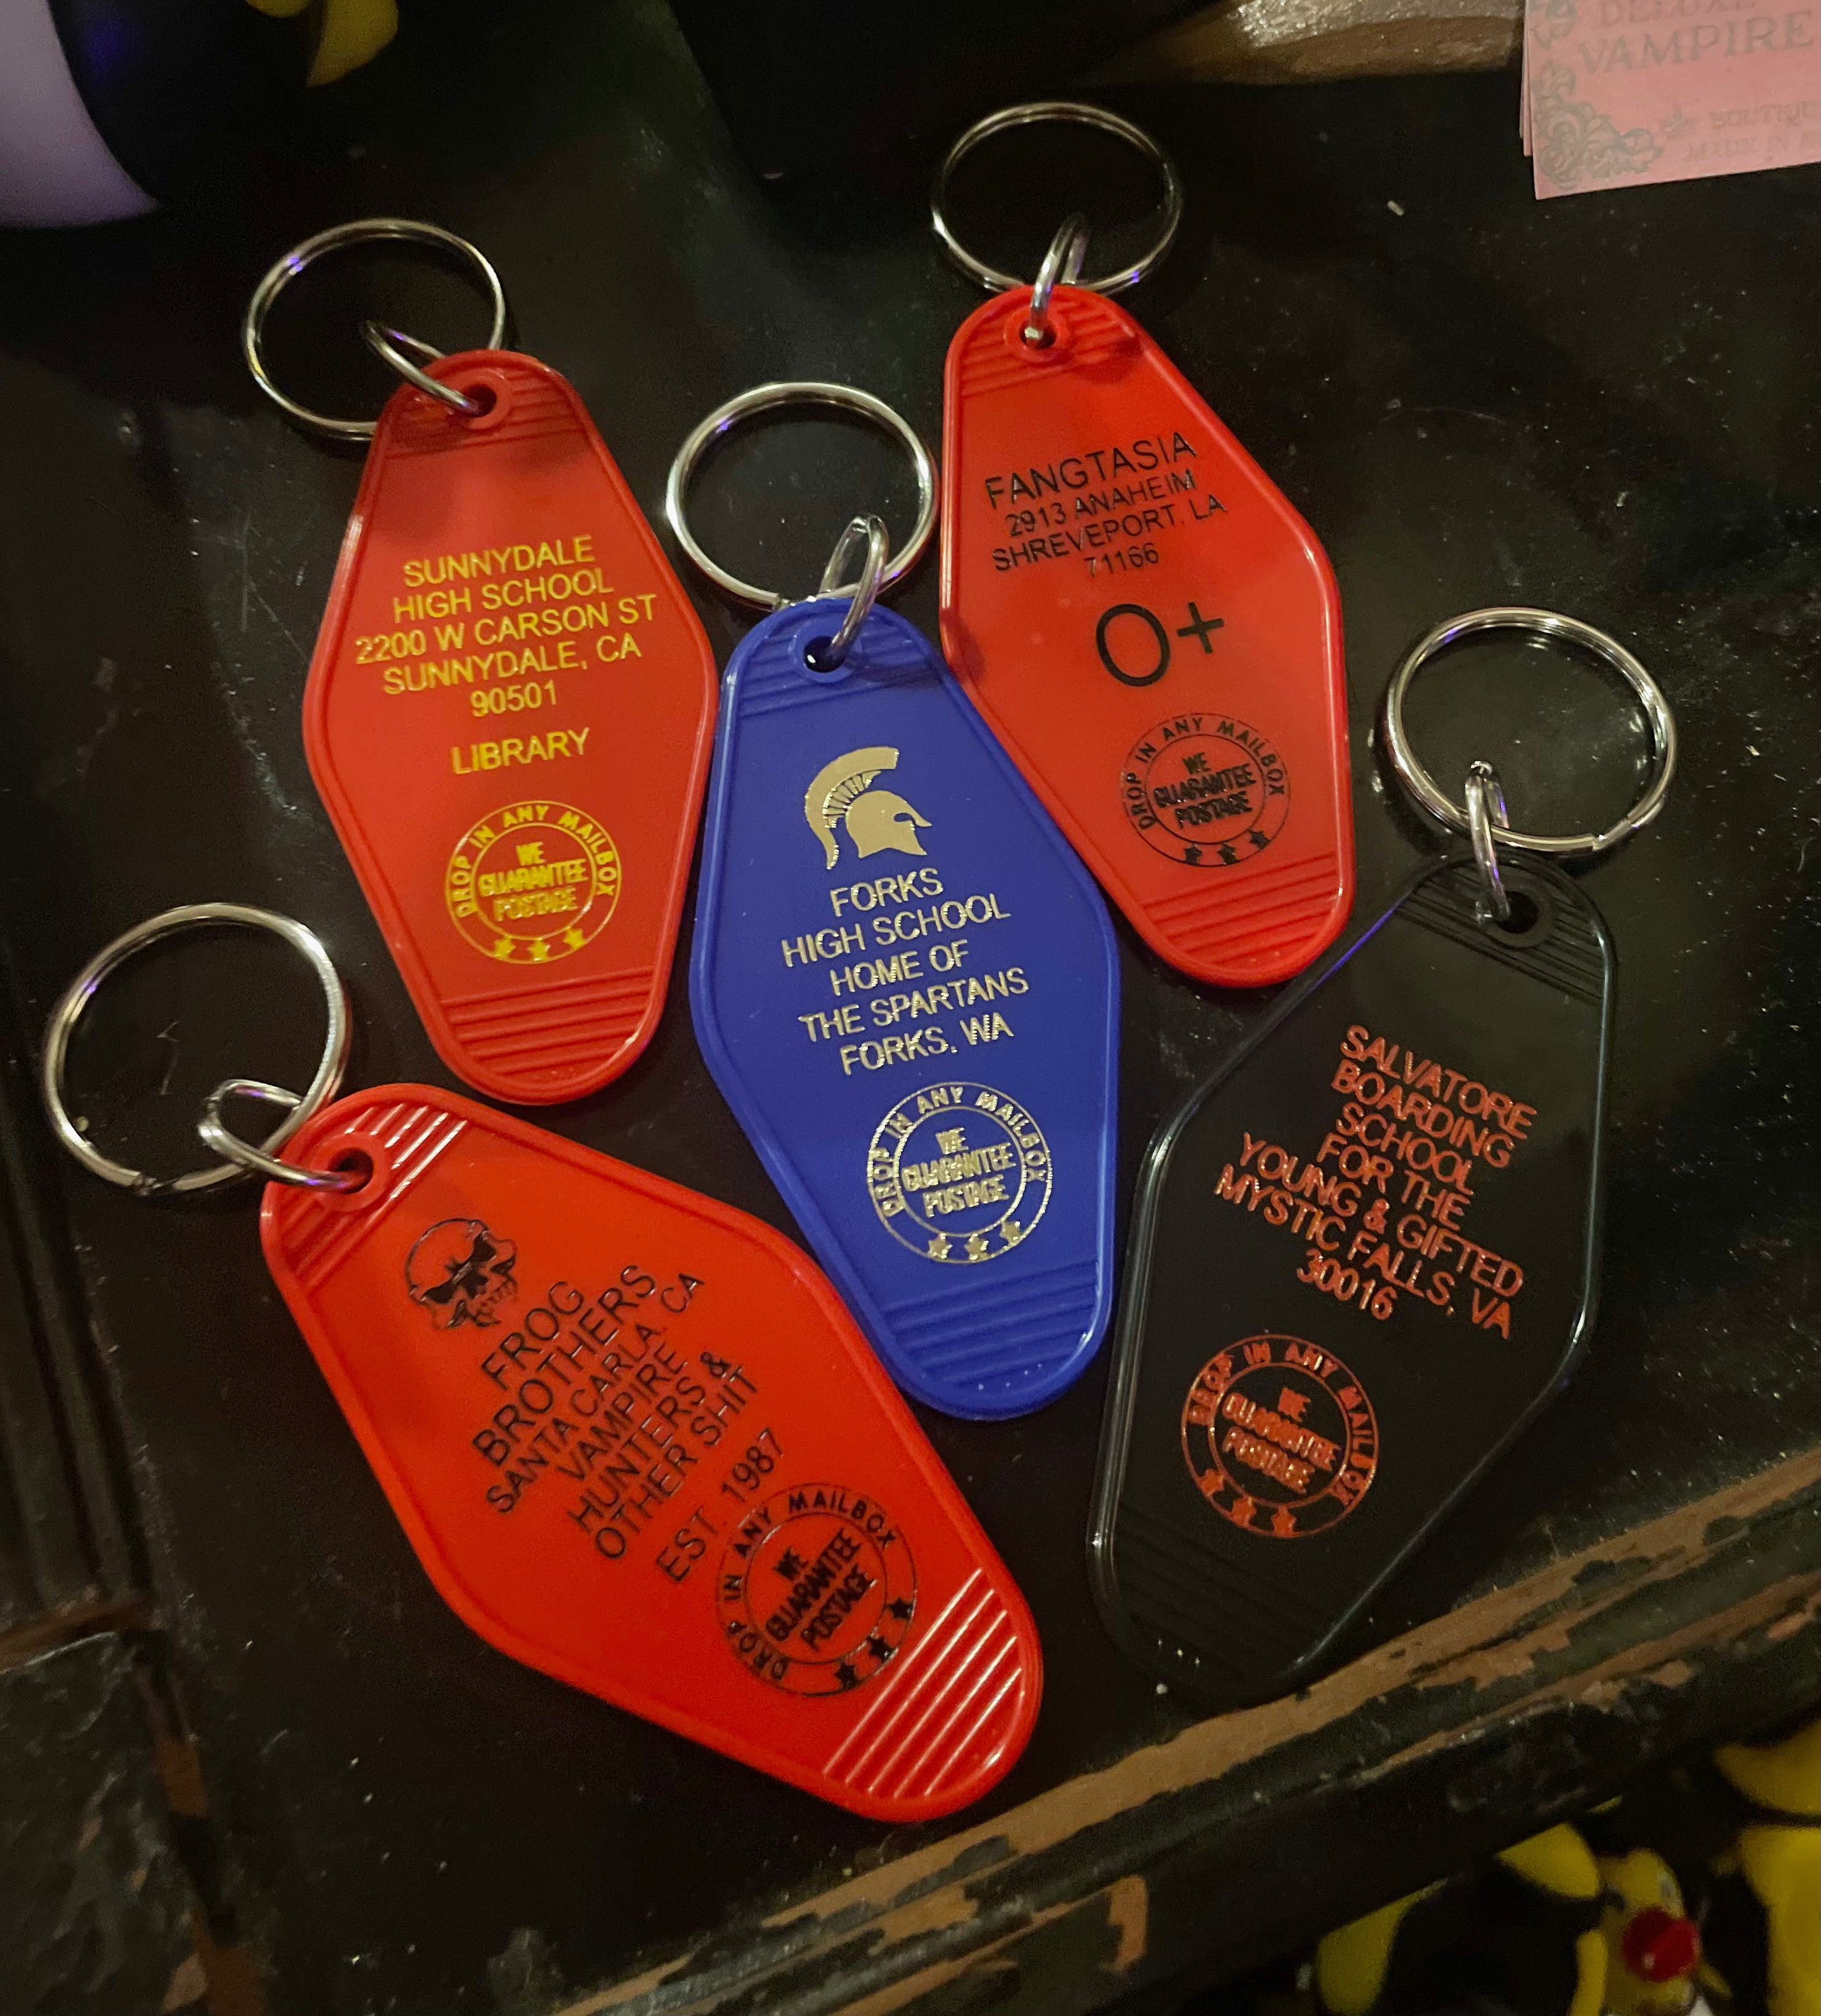 DELUXE
VAMPIRE
BOUTIQUE
MADE IN
SUNNYDALE
HIGH SCHOOL
2200 W CARSON ST
SUNNYDALE, CA
90501
LIBRARY
DROP IN ANY MAILBOX
WE
GUARANTEE
POSTAGE
FANGTASIA
2913 ANAHEIM
SHREVEPORT, LA
71166
O+
DROP IN ANY MAILBOX
WE
GUARANTEE
POSTAGE
FORKS
HIGH SCHOOL
HOME OF
THE SPARTANS
FORKS, WA
DROP IN ANY MAILBOX
WE
GUARANTEE
POSTAGE
SALVATORE
BOARDING
SCHOOL
FOR THE
YOUNG & GIFTED
MYSTIC FALLS, VA
30016
DROP IN ANY MAILBOX
WE
GUARANTEE
POSTAGE
FROG
BROTHERS
SANTA CARLA, CA
VAMPIRE
HUNTERS &
OTHER SHIT
EST. 1987
DROP IN ANY MAILBOX
WE
GUARANTEE
POSTAGE